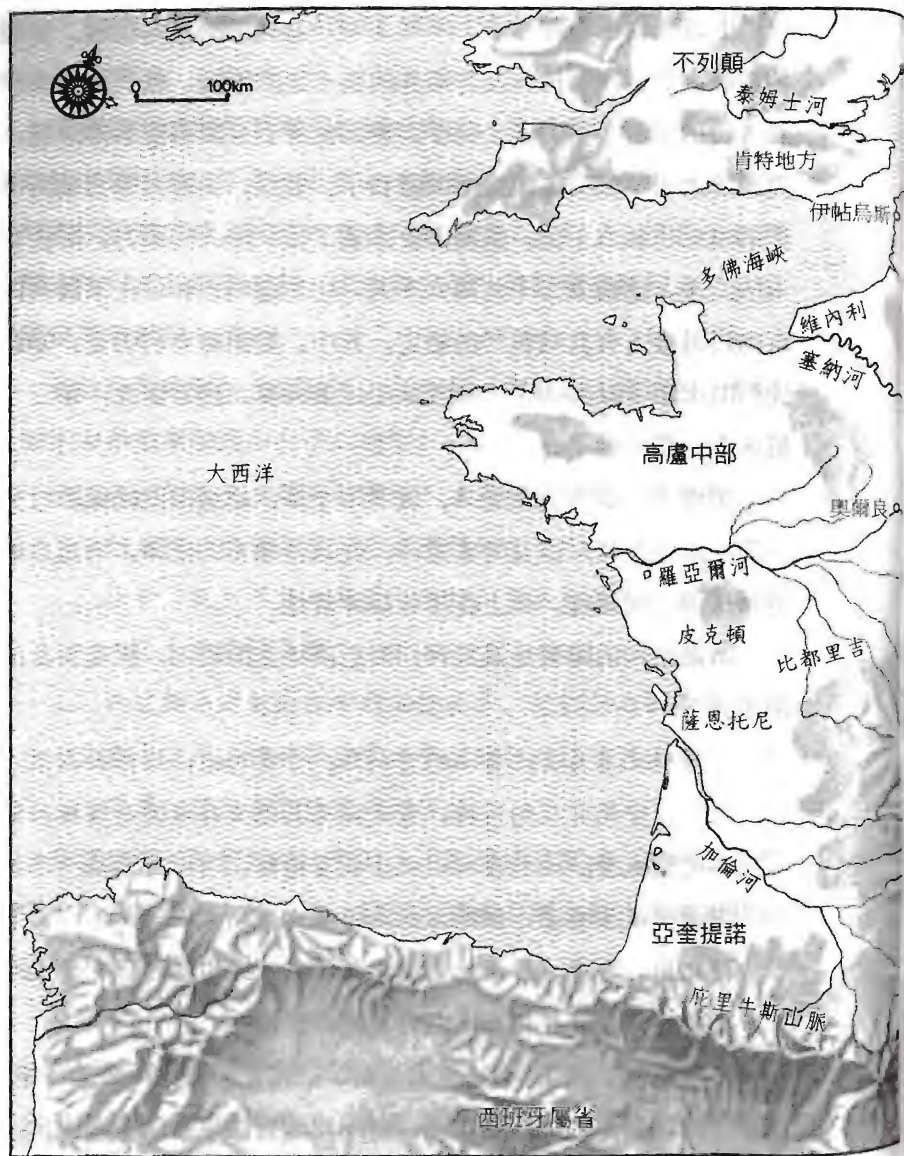 0 100km
不列顛
泰姆士河
肯特地方
伊帖烏斯
多佛海峽
維內利
塞納河
高盧中部
大西洋
奧爾良
羅亞爾河
皮克頓
比都里吉
薩恩托尼
加倫河
亞奎提諾
庇里牛斯山脈
西班牙屬省